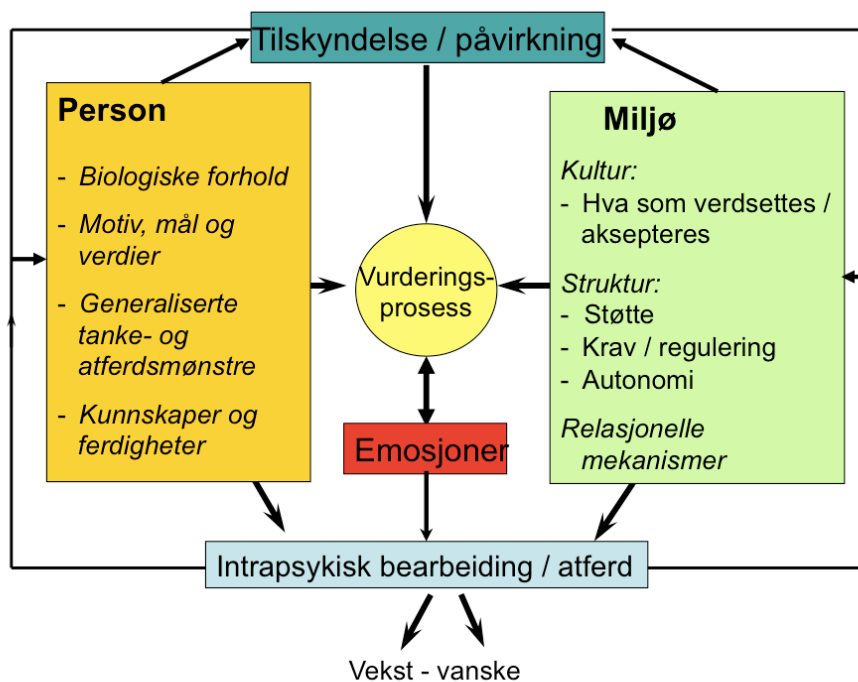 Tilskyndelse / påvirkning
Person
- Biologiske forhold
- Motiv, mål og
verdier
- Generaliserte
tanke- og
atferdsmønstre
- Kunnskaper og
ferdigheter
Vurderings-
prosess
Emosjoner
Miljø
Kultur:
- Hva som verdsettes /
aksepteres
Struktur:
- Støtte
- Krav / regulering
- Autonomi
Relasjonelle
mekanismer
Intrapsykisk bearbeiding / atferd
Vekst - vanske